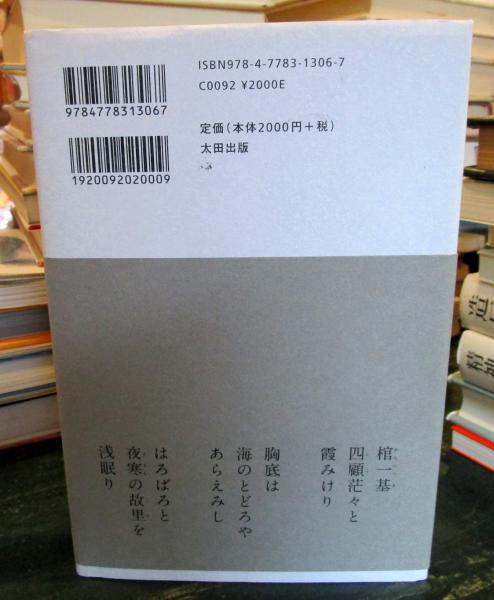 ISBN978-4-7783-1306-7
C0092 ¥2000E
9784778313067
定価(本体2000円+税)
太田出版
1920092020009
棺一基
四顧茫々と
霞みけり
胸底は
海のとどろや
あらえみし
はろばろと
夜寒の故里を
浅眠り
造
精神